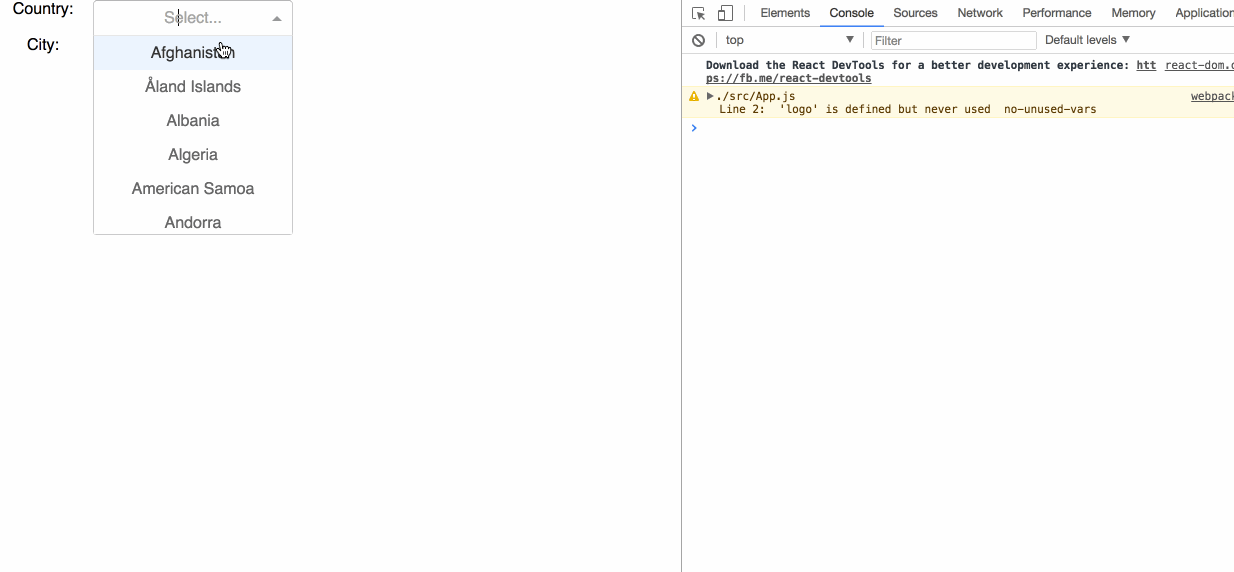 Country:
Select...
City:
Afghanistan
Åland Islands
Albania
Algeria
American Samoa
Andorra
Elements Console Sources Network Performance Memory Application
top Filter Default levels
Download the React DevTools for a better development experience: htt react-dom.
ps://fb.me/react-devtools
./src/App.js webpack
Line 2: 'logo' is defined but never used no-unused-vars